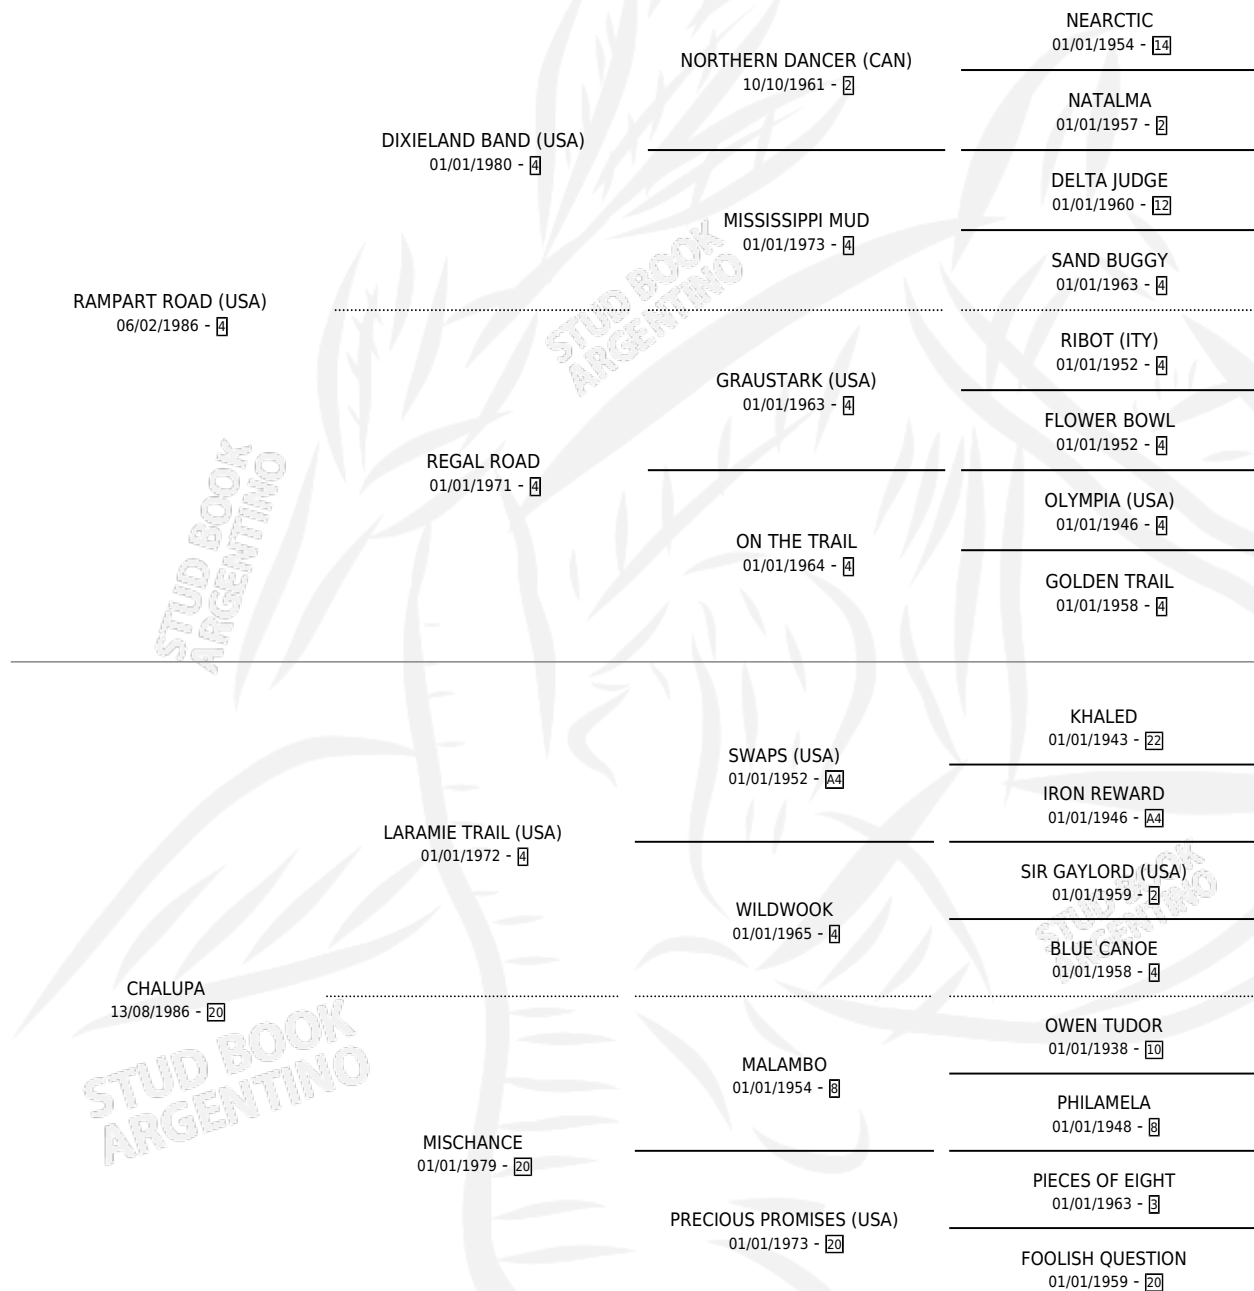 NEARCTIC
01/01/1954 - 14
NORTHERN DANCER (CAN)
10/10/1961 - 2
NATALMA
01/01/1957 - 2
DIXIELAND BAND (USA)
01/01/1980 - 4
DELTA JUDGE
01/01/1960 - 12
MISSISSIPPI MUD
01/01/1973 - 4
SAND BUGGY
01/01/1963 - 4
RAMPART ROAD (USA)
06/02/1986 - 4
RIBOT (ITY)
01/01/1952 - 4
GRAUSTARK (USA)
01/01/1963 - 4
FLOWER BOWL
01/01/1952 - 4
REGAL ROAD
01/01/1971 - 4
OLYMPIA (USA)
01/01/1946 - 4
ON THE TRAIL
01/01/1964 - 4
GOLDEN TRAIL
01/01/1958 - 4
KHALED
01/01/1943 - 22
SWAPS (USA)
01/01/1952 - A4
IRON REWARD
01/01/1946 - A4
LARAMIE TRAIL (USA)
01/01/1972 - 4
SIR GAYLORD (USA)
01/01/1959 - 2
WILDWOOK
01/01/1965 - 4
BLUE CANOE
01/01/1958 - 4
CHALUPA
13/08/1986 - 20
OWEN TUDOR
01/01/1938 - 10
MALAMBO
01/01/1954 - 8
PHILAMELA
01/01/1948 - 8
MISCHANCE
01/01/1979 - 20
PIECES OF EIGHT
01/01/1963 - 3
PRECIOUS PROMISES (USA)
01/01/1973 - 20
FOOLISH QUESTION
01/01/1959 - 20
STUD BOOK
ARGENTINO
STUD BOOK
ARGENTINO
STUD BOOK
ARGENTINO
STUD BOOK
ARGENTINO